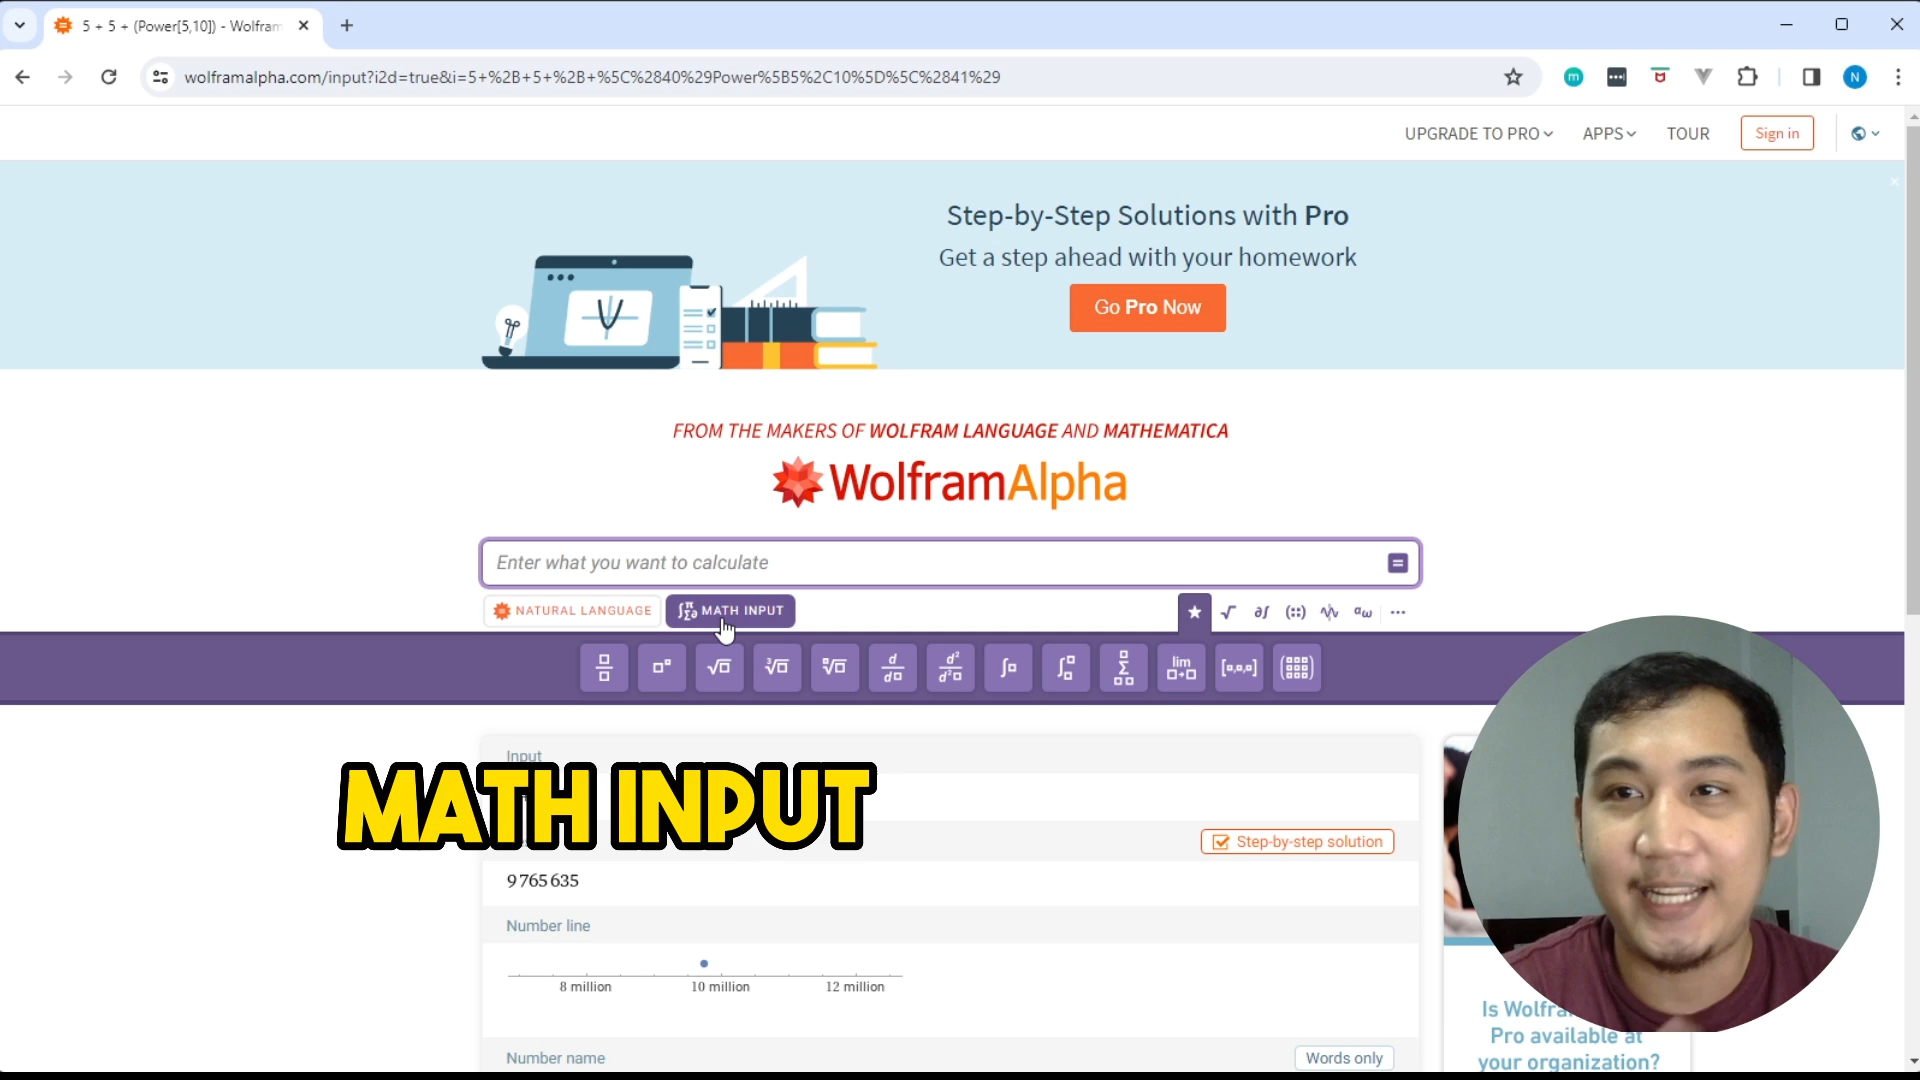 5 + 5 + (Power[5,10]) - Wolfram
wolframalpha.com/input?i2d=true&i=5+%2B+5+%2B+%5C%2840%29Power%5B5%2C10%5D%5C%2841%29
N
UPGRADE TO PRO
APPS
TOUR
Sign in
Step-by-Step Solutions with Pro
Get a step ahead with your homework
Go Pro Now
FROM THE MAKERS OF WOLFRAM LANGUAGE AND MATHEMATICA
WolframAlpha
Enter what you want to calculate
NATURAL LANGUAGE
MATH INPUT
Input
MATH INPUT
Step-by-step solution
9 765 635
Number line
8 million
10 million
12 million
Number name
Words only
Is Wolfra
Pro available at
your organization?